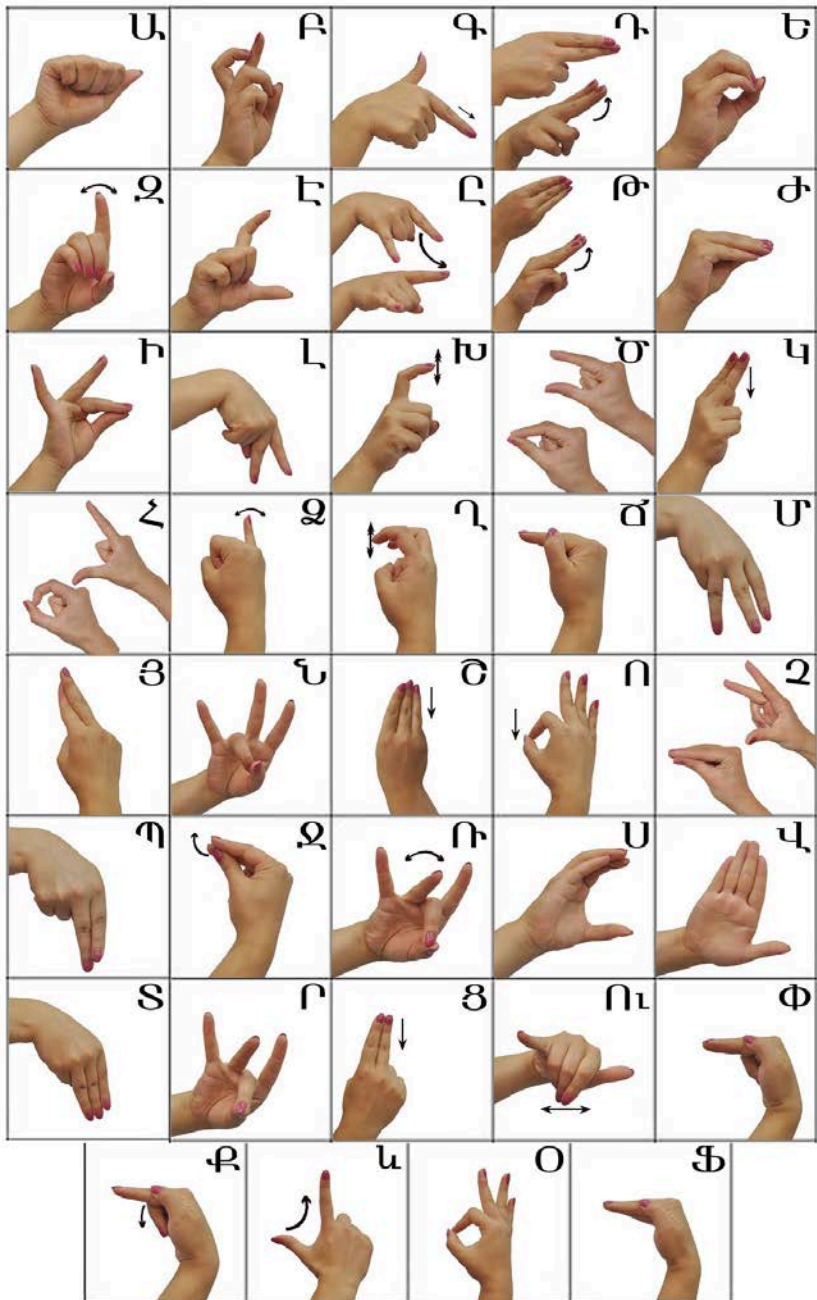 Ա Բ Գ Դ Ե
Զ Է Ը Թ Ժ
Ի Լ Խ Ծ Կ
Հ Ձ Ղ Ճ Մ
Յ Ն Շ Ո Չ
Պ Ջ Ռ Ս Վ
Տ Ր Ց Ու Փ
Ք և Օ Ֆ